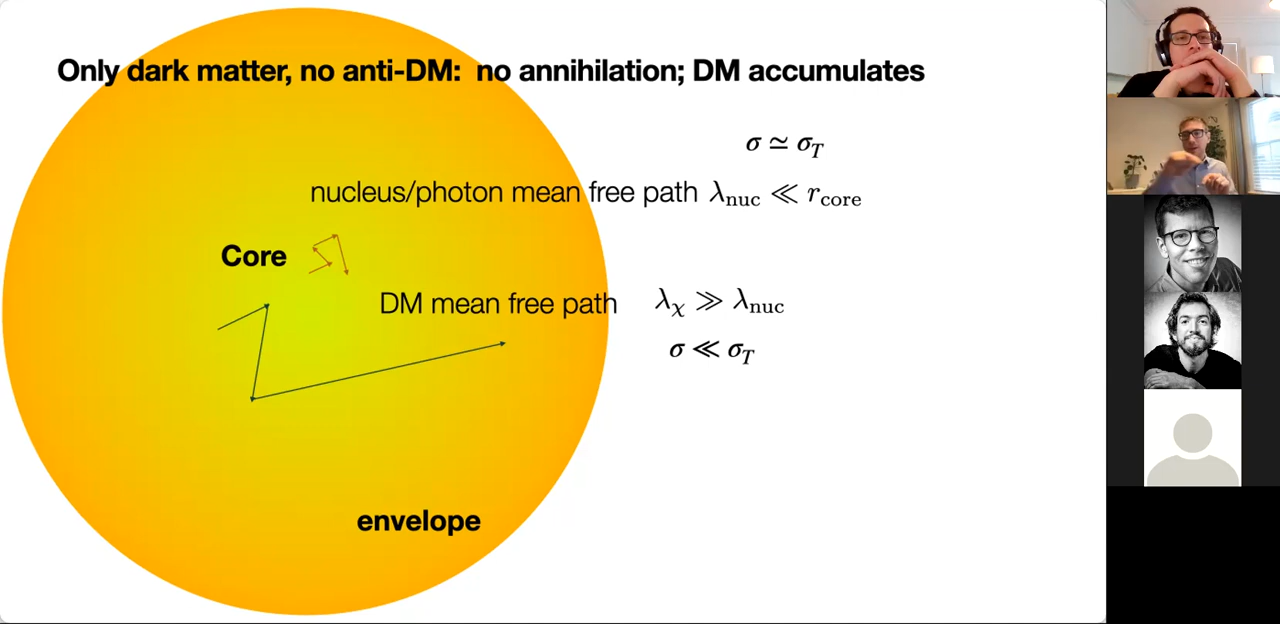 Only dark matter, no anti-DM: no annihilation; DM accumulates
σ ≃ σ_T
nucleus/photon mean free path λ_nuc ≪ r_core
Core
DM mean free path λ_χ ≫ λ_nuc
σ ≪ σ_T
envelope